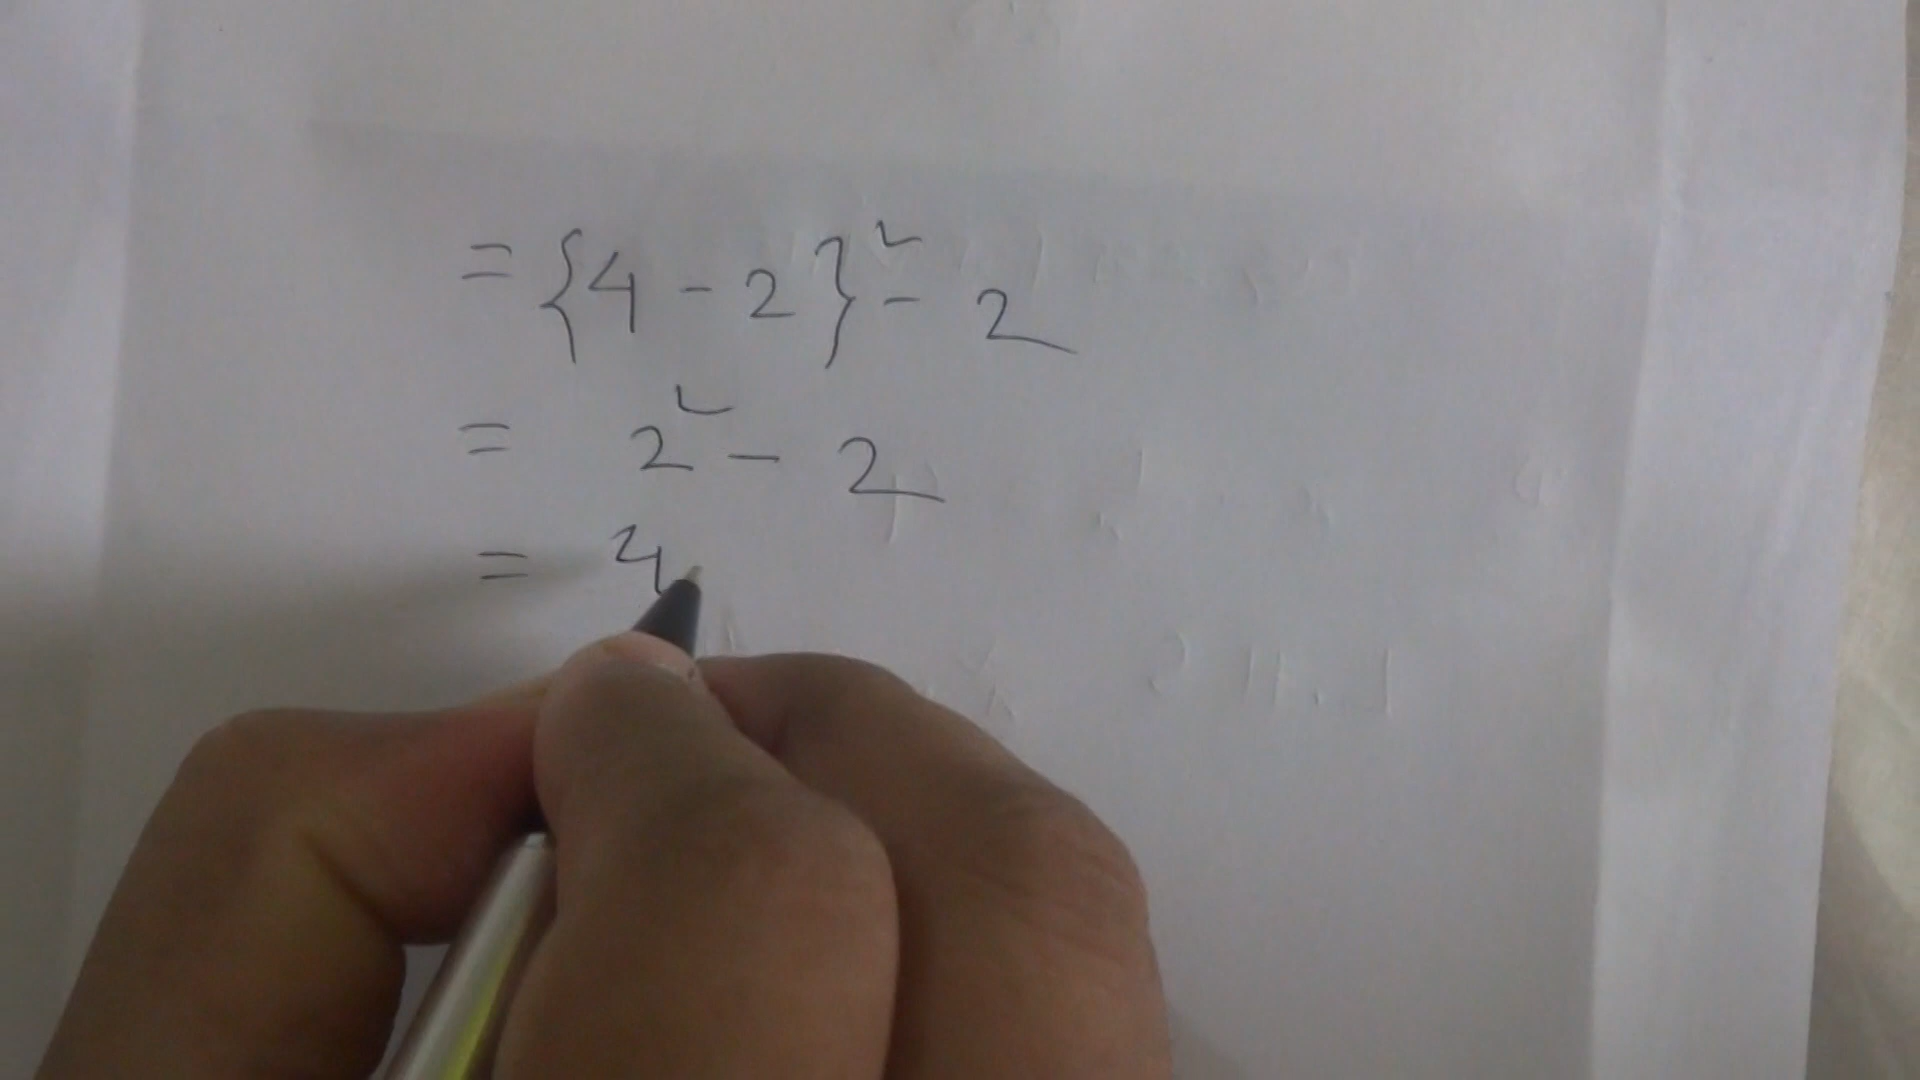 = {4 - 2}² - 2
= 2² - 2
= 4